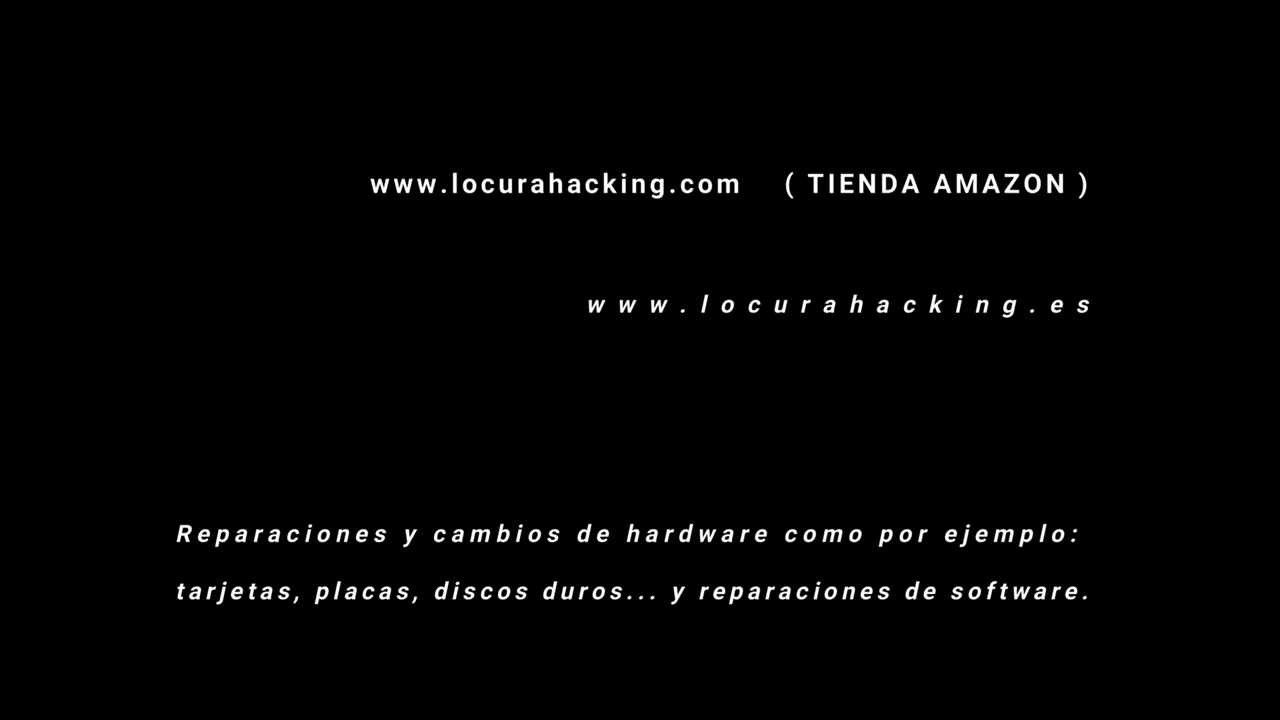 www.locurahacking.com ( TIENDA AMAZON )
www.locurahacking.es
Reparaciones y cambios de hardware como por ejemplo:
tarjetas, placas, discos duros... y reparaciones de software.